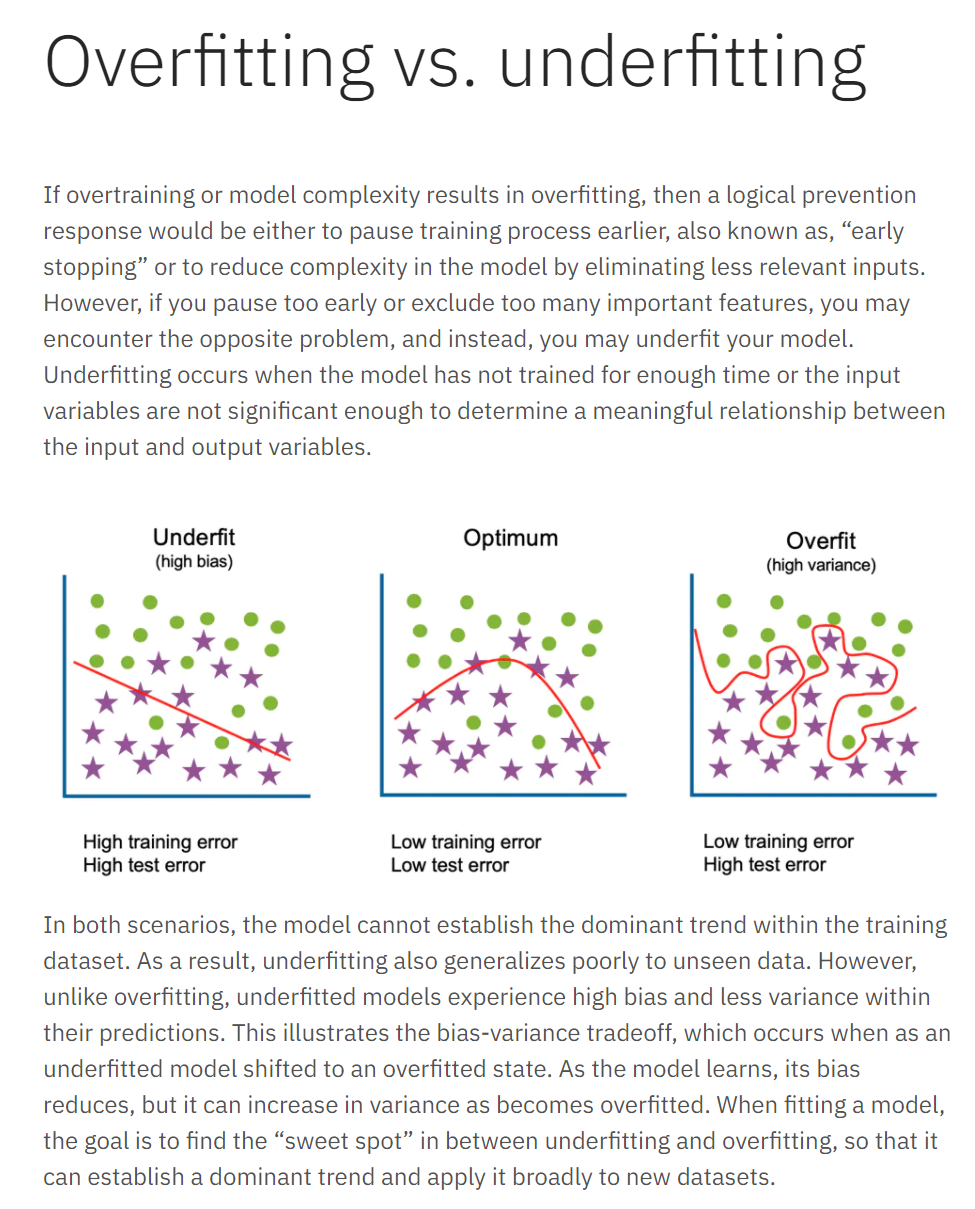 Overfitting vs. underfitting
If overtraining or model complexity results in overfitting, then a logical prevention
response would be either to pause training process earlier, also known as, “early
stopping” or to reduce complexity in the model by eliminating less relevant inputs.
However, if you pause too early or exclude too many important features, you may
encounter the opposite problem, and instead, you may underfit your model.
Underfitting occurs when the model has not trained for enough time or the input
variables are not significant enough to determine a meaningful relationship between
the input and output variables.
Underfit
(high bias)
High training error
High test error
Optimum
Low training error
Low test error
Overfit
(high variance)
Low training error
High test error
In both scenarios, the model cannot establish the dominant trend within the training
dataset. As a result, underfitting also generalizes poorly to unseen data. However,
unlike overfitting, underfitted models experience high bias and less variance within
their predictions. This illustrates the bias-variance tradeoff, which occurs when as an
underfitted model shifted to an overfitted state. As the model learns, its bias
reduces, but it can increase in variance as becomes overfitted. When fitting a model,
the goal is to find the “sweet spot” in between underfitting and overfitting, so that it
can establish a dominant trend and apply it broadly to new datasets.